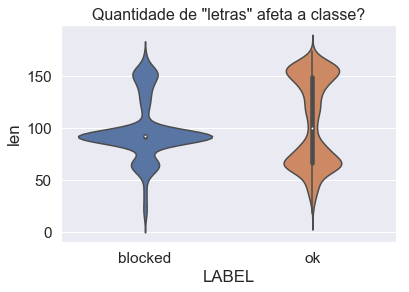 Quantidade de "letras" afeta a classe?
len
150
100
50
0
blocked ok
LABEL